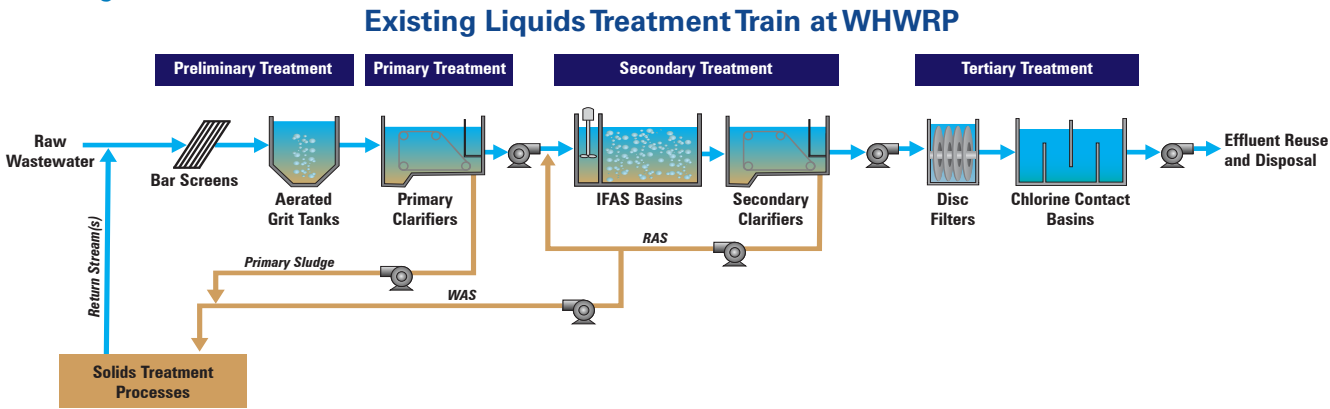 Existing Liquids Treatment Train at WHWRP
Preliminary Treatment
Primary Treatment
Secondary Treatment
Tertiary Treatment
Raw
Wastewater
Bar Screens
Aerated
Grit Tanks
Primary
Clarifiers
IFAS Basins
Secondary
Clarifiers
Disc
Filters
Chlorine Contact
Basins
Effluent Reuse
and Disposal
Return Stream(s)
Primary Sludge
RAS
WAS
Solids Treatment
Processes